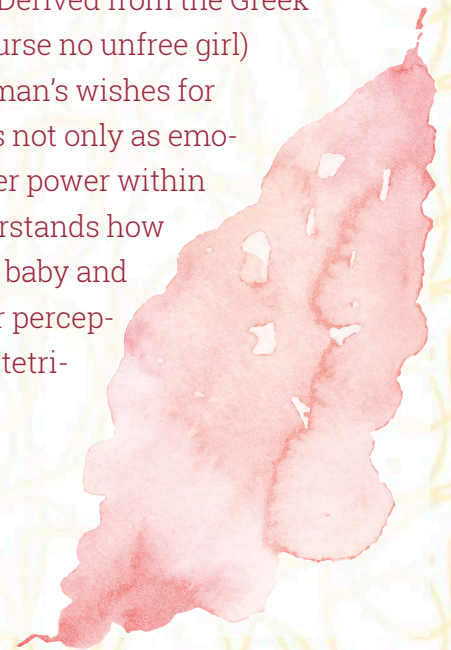 Derived from the Greek
urse no unfree girl)
man’s wishes for
s not only as emo-
er power within
rstands how
baby and
r percep-
tetri-